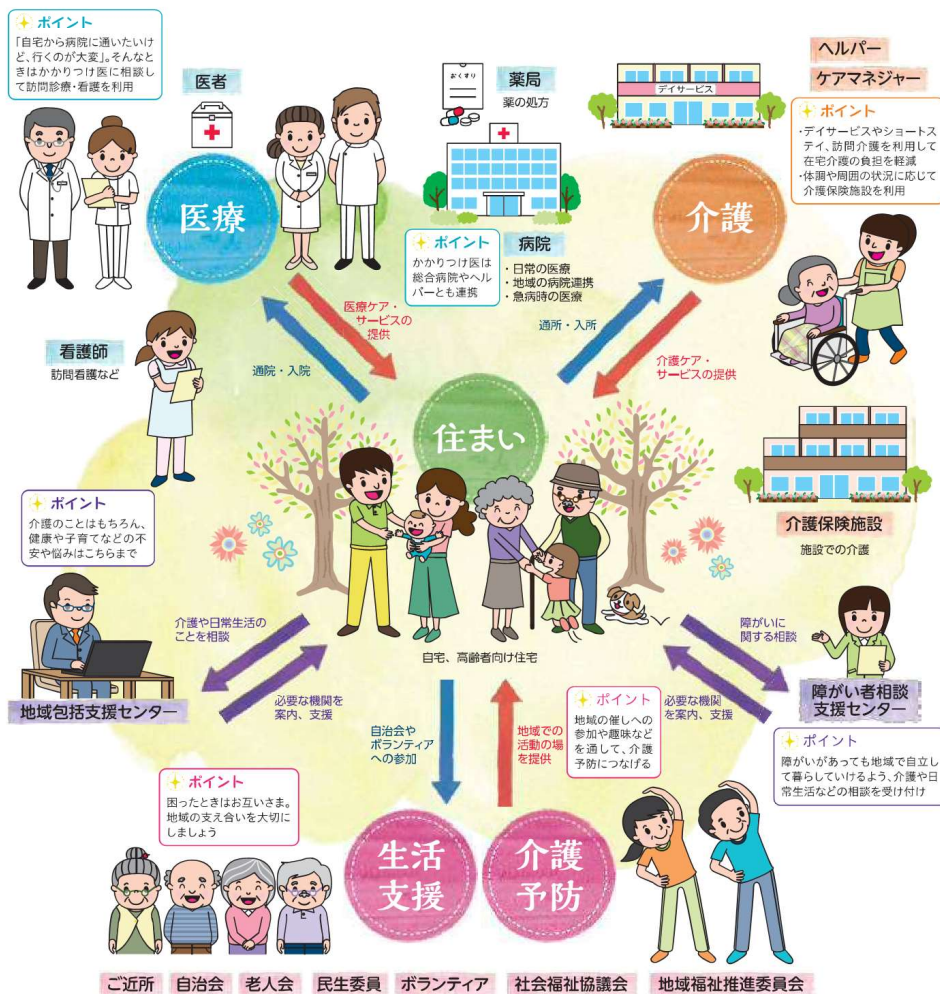 ポイント
「自宅から病院に通いたいけ
ど、行くのが大変」。そんなと
きはかかりつけ医に相談し
て訪問診療・看護を利用
医者
おくすり
薬局
薬の処方
デイサービス
ヘルパー
ケアマネジャー
ポイント
・デイサービスやショートス
テイ、訪問介護を利用して
在宅介護の負担を軽減
・体調や周囲の状況に応じて
介護保険施設を利用
医療
介護
ポイント
かかりつけ医は
総合病院やヘル
パーとも連携
病院
・日常の医療
・地域の病院連携
・急病時の医療
医療ケア・
サービスの
提供
通院・入院
通所・入所
介護ケア・
サービスの提供
看護師
訪問看護など
住まい
介護保険施設
施設での介護
ポイント
介護のことはもちろん、
健康や子育てなどの不
安や悩みはこちらまで
介護や日常生活の
ことを相談
必要な機関を
案内、支援
地域包括支援センター
自宅、高齢者向け住宅
障がいに
関する相談
必要な機関
を案内、支援
障がい者相談
支援センター
ポイント
障がいがあっても地域で自立し
て暮らしていけるよう、介護や日
常生活などの相談を受け付け
自治会や
ボランティア
への参加
地域での
活動の場
を提供
ポイント
地域の催しへの
参加や趣味など
を通して、介護
予防につなげる
ポイント
困ったときはお互いさま。
地域の支え合いを大切に
しましょう
生活
支援
介護
予防
ご近所
自治会
老人会
民生委員
ボランティア
社会福祉協議会
地域福祉推進委員会